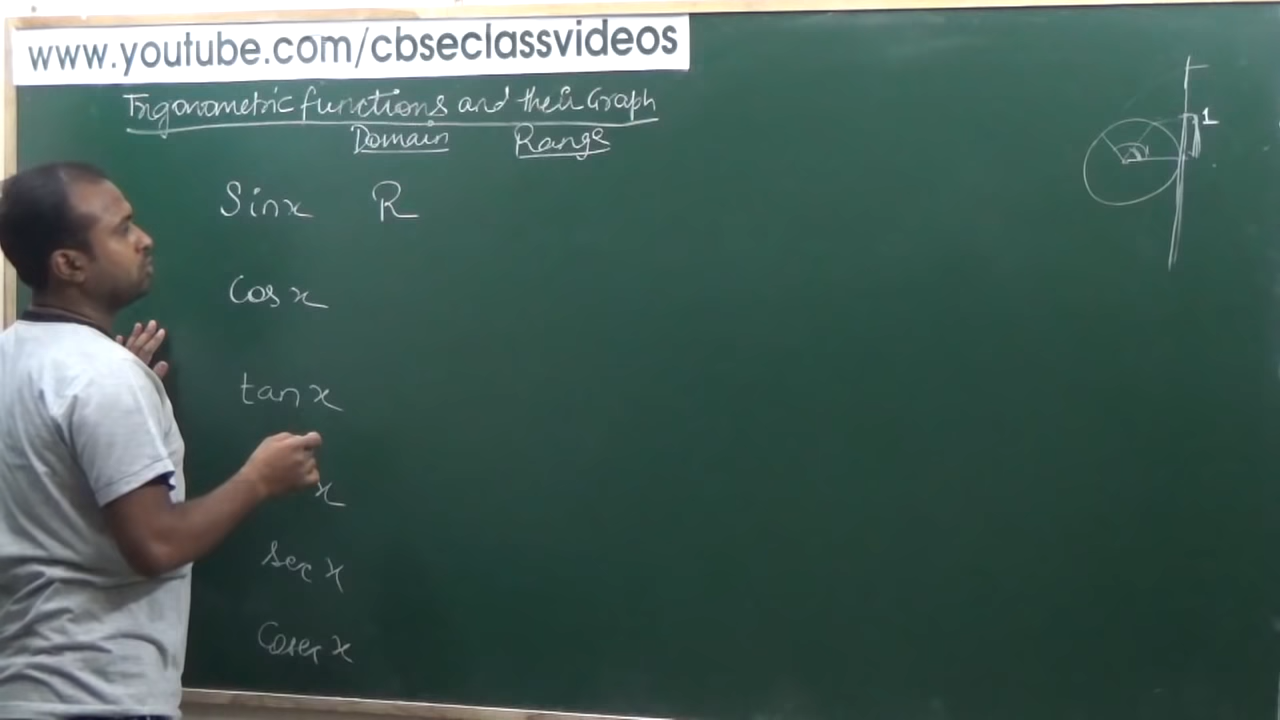 www.youtube.com/cbseclassvideos
Trigonometric functions and their Graph
Domain Range
Sinx R
Cos x
tan x
x
sec x
Cosec x
1